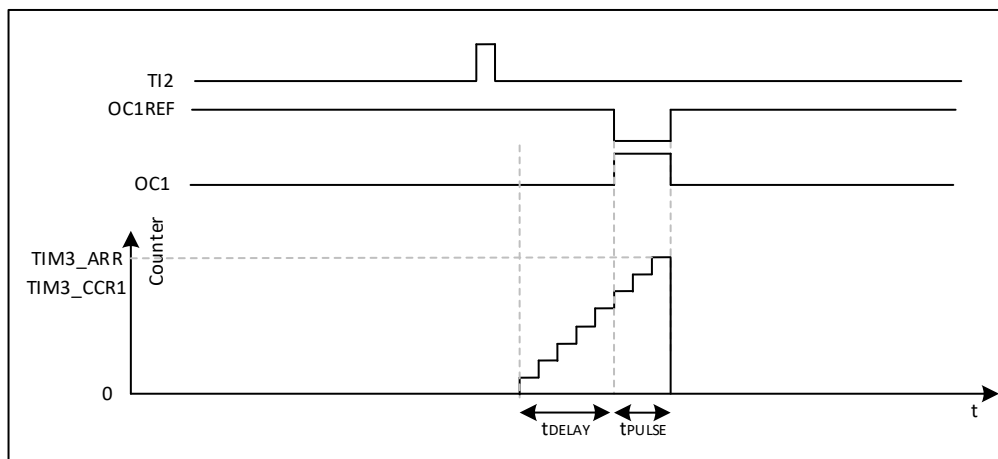 TI2
OC1REF
OC1
Counter
TIM3_ARR
TIM3_CCR1
0
t
tDELAY
tPULSE